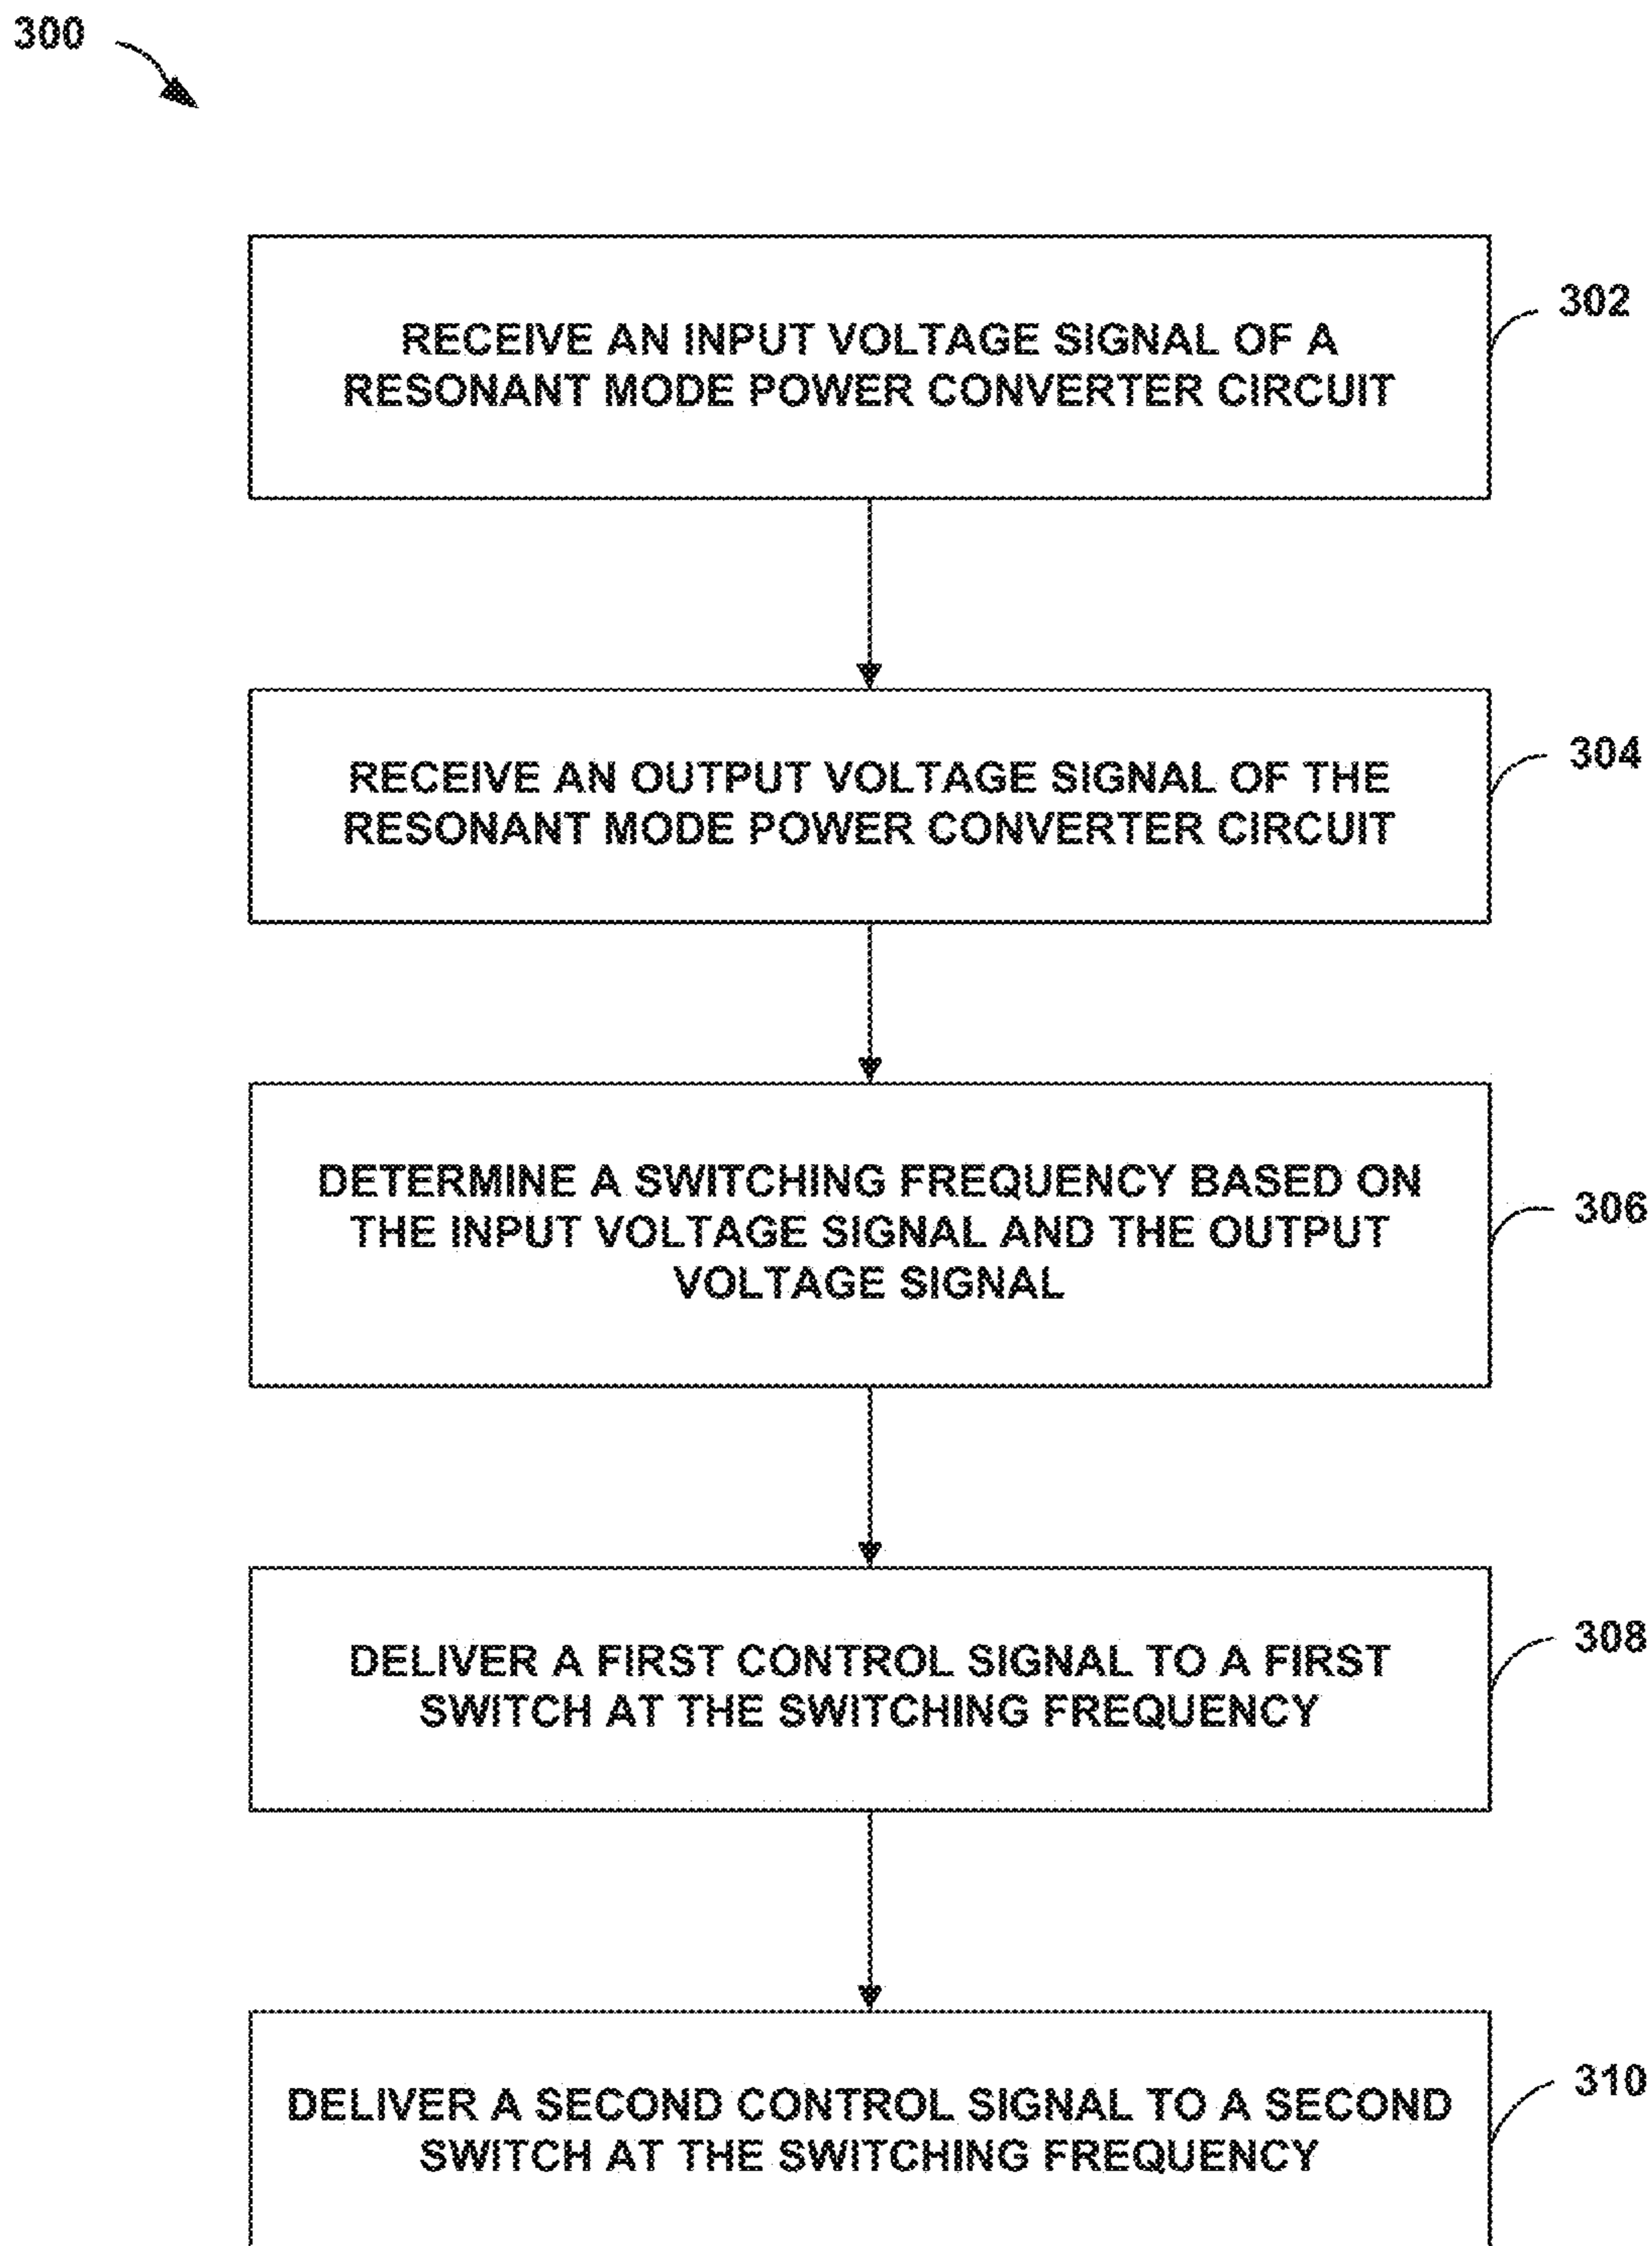 300
RECEIVE AN INPUT VOLTAGE SIGNAL OF A
RESONANT MODE POWER CONVERTER CIRCUIT
302
RECEIVE AN OUTPUT VOLTAGE SIGNAL OF THE
RESONANT MODE POWER CONVERTER CIRCUIT
304
DETERMINE A SWITCHING FREQUENCY BASED ON
THE INPUT VOLTAGE SIGNAL AND THE OUTPUT
VOLTAGE SIGNAL
306
DELIVER A FIRST CONTROL SIGNAL TO A FIRST
SWITCH AT THE SWITCHING FREQUENCY
308
DELIVER A SECOND CONTROL SIGNAL TO A SECOND
SWITCH AT THE SWITCHING FREQUENCY
310